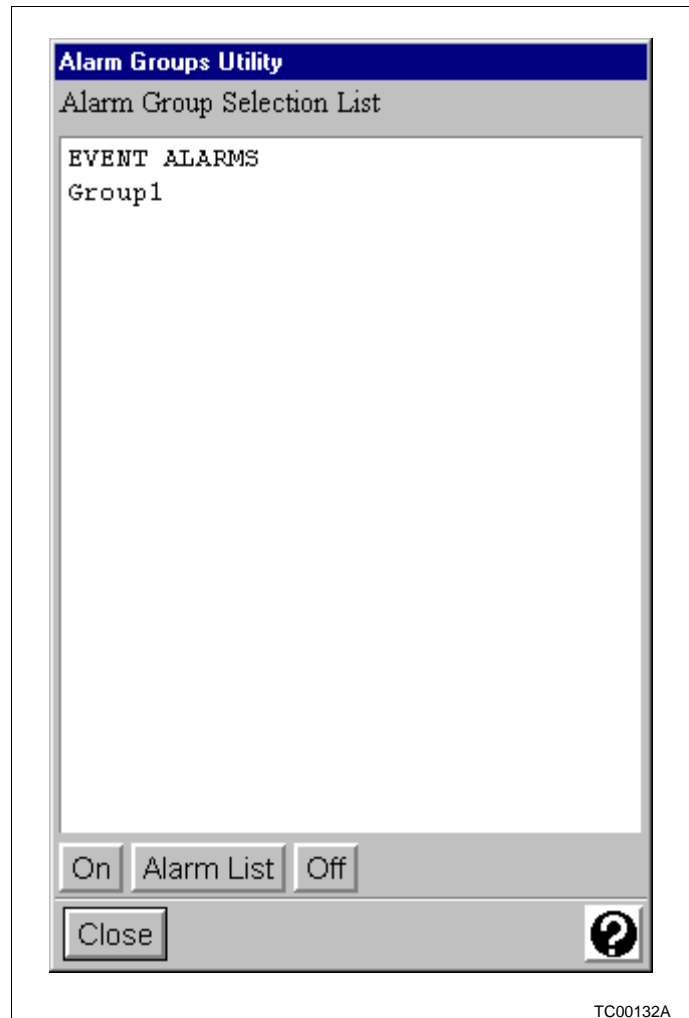 Alarm Groups Utility
Alarm Group Selection List
EVENT ALARMS
Group1
On Alarm List Off
Close ?
TC00132A